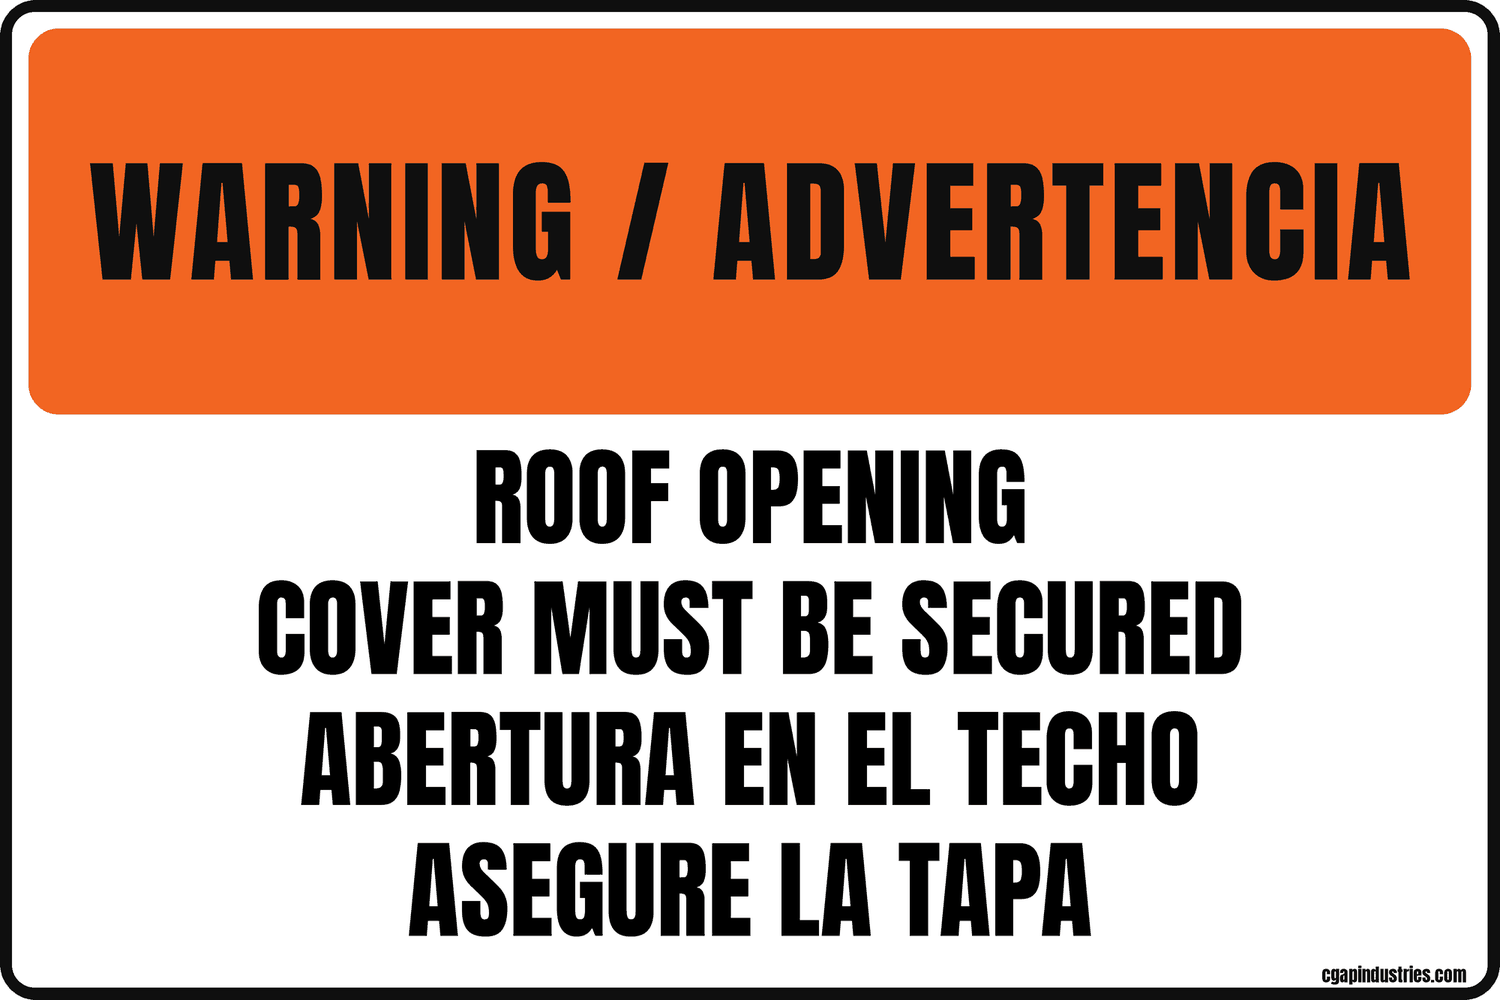 WARNING / ADVERTENCIA
ROOF OPENING
COVER MUST BE SECURED
ABERTURA EN EL TECHO
ASEGURE LA TAPA
cgapindustries.com